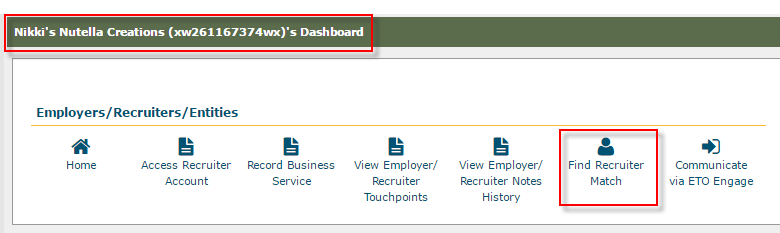 Nikki's Nutella Creations (xw261167374wx)'s Dashboard
Employers/Recruiters/Entities
Home
Access Recruiter
Account
Record Business
Service
View Employer/
Recruiter
Touchpoints
View Employer/
Recruiter Notes
History
Find Recruiter
Match
Communicate
via ETO Engage